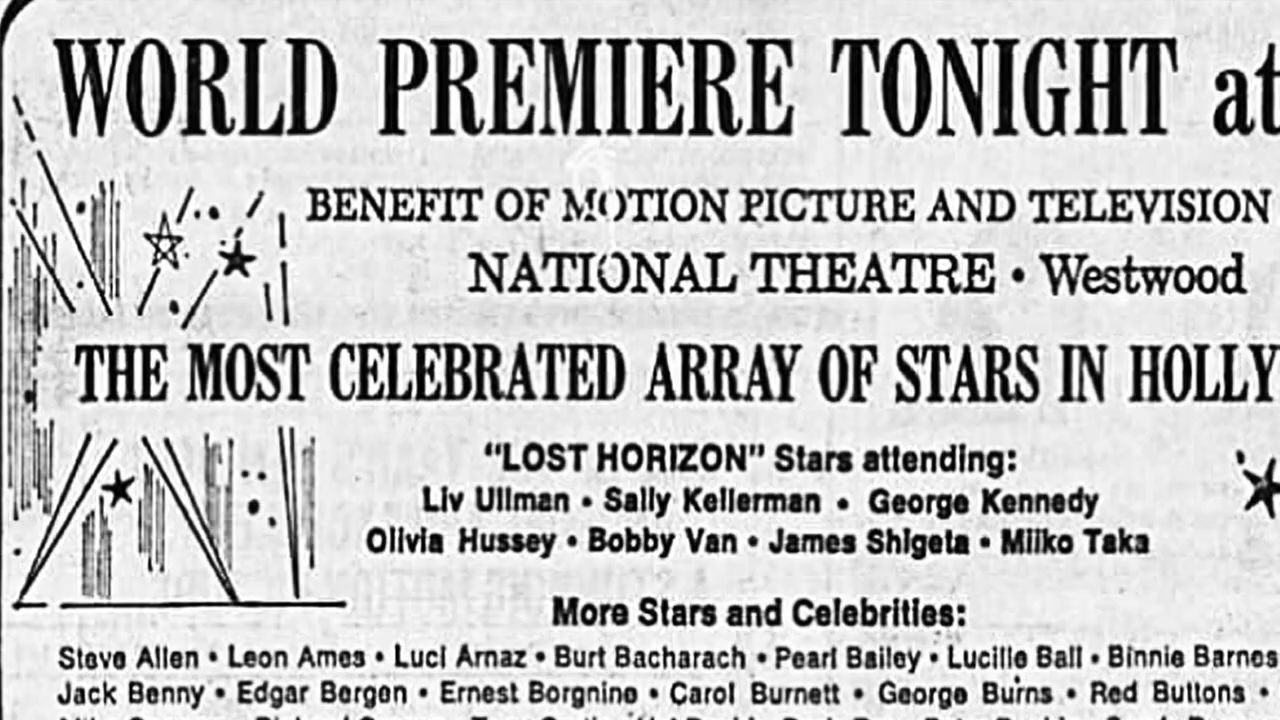 WORLD PREMIERE TONIGHT at
BENEFIT OF MOTION PICTURE AND TELEVISION
NATIONAL THEATRE • Westwood
THE MOST CELEBRATED ARRAY OF STARS IN HOLLY
"LOST HORIZON" Stars attending:
Liv Ullman • Sally Kellerman • George Kennedy
Olivia Hussey • Bobby Van • James Shigeta • Miiko Taka
More Stars and Celebrities:
Steve Allen • Leon Ames • Luci Arnaz • Burt Bacharach • Pearl Bailey • Lucille Ball • Binnie Barnes
Jack Benny • Edgar Bergen • Ernest Borgnine • Carol Burnett • George Burns • Red Buttons •